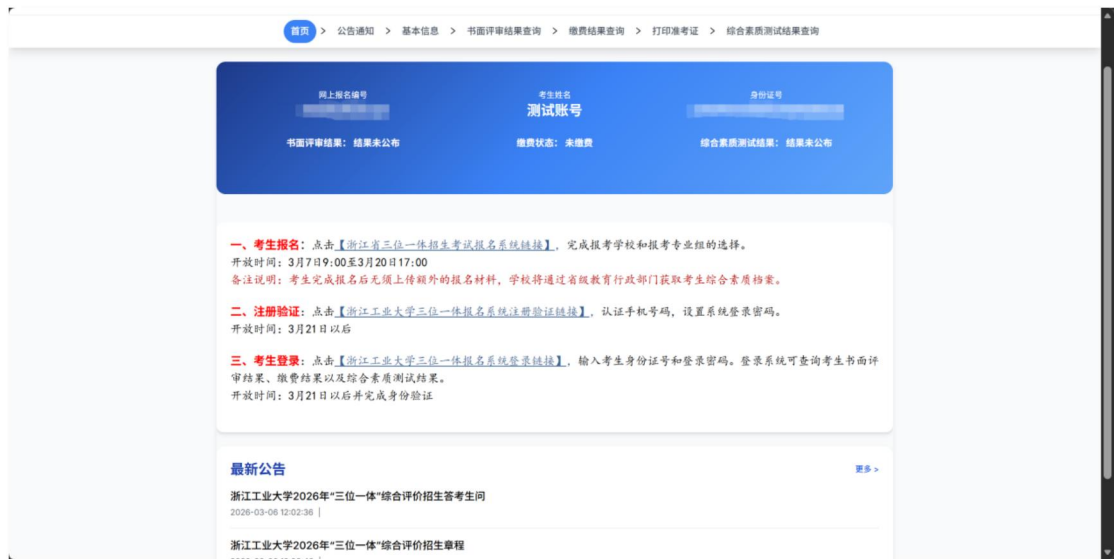 首页 > 公告通知 > 基本信息 > 书面评审结果查询 > 缴费结果查询 > 打印准考证 > 综合素质测试结果查询
网上报名编号 考生姓名 身份证号
测试账号
书面评审结果： 结果未公布 缴费状态： 未缴费 综合素质测试结果： 结果未公布
一、考生报名：点击【浙江省三位一体招生考试报名系统链接】，完成报考学校和报考专业组的选择。
开放时间：3月7日9:00至3月20日17:00
备注说明：考生完成报名后无须上传额外的报名材料，学校将通过省级教育行政部门获取考生综合素质档案。
二、注册验证：点击【浙江工业大学三位一体报名系统注册验证链接】，认证手机号码，设置系统登录密码。
开放时间：3月21日以后
三、考生登录：点击【浙江工业大学三位一体报名系统登录链接】，输入考生身份证号和登录密码。登录系统可查询考生书面评
审结果、缴费结果以及综合素质测试结果。
开放时间：3月21日以后并完成身份验证
最新公告 更多 >
浙江工业大学2026年“三位一体”综合评价招生答考生问
2026-03-06 12:02:36 |
浙江工业大学2026年“三位一体”综合评价招生章程